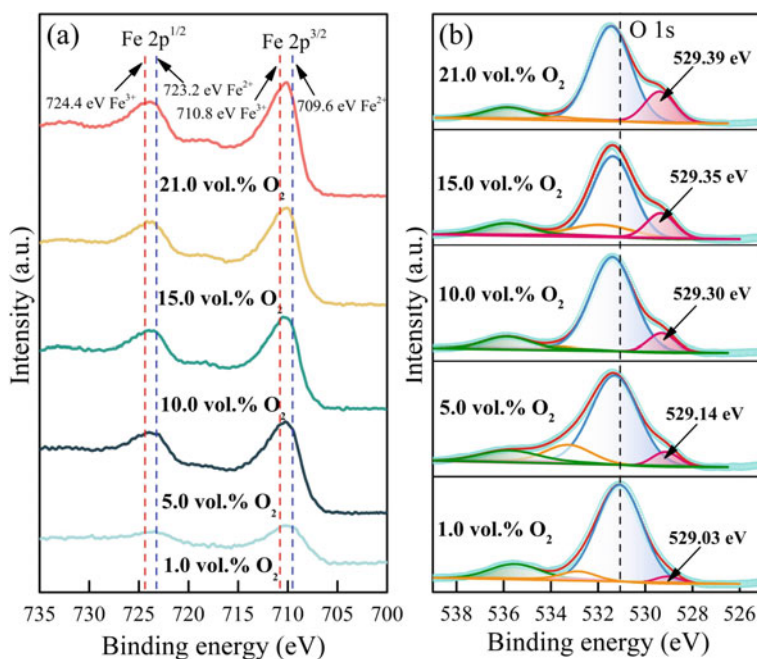 (a)
Fe 2p^1/2
Fe 2p^3/2
724.4 eV Fe³⁺
723.2 eV Fe²⁺
710.8 eV Fe³⁺
709.6 eV Fe²⁺
21.0 vol.% O₂
15.0 vol.% O₂
10.0 vol.% O₂
5.0 vol.% O₂
1.0 vol.% O₂
Intensity (a.u.)
735 730 725 720 715 710 705 700
Binding energy (eV)
(b)
O 1s
21.0 vol.% O₂
529.39 eV
15.0 vol.% O₂
529.35 eV
10.0 vol.% O₂
529.30 eV
5.0 vol.% O₂
529.14 eV
1.0 vol.% O₂
529.03 eV
Intensity (a.u.)
538 536 534 532 530 528 526
Binding energy (eV)